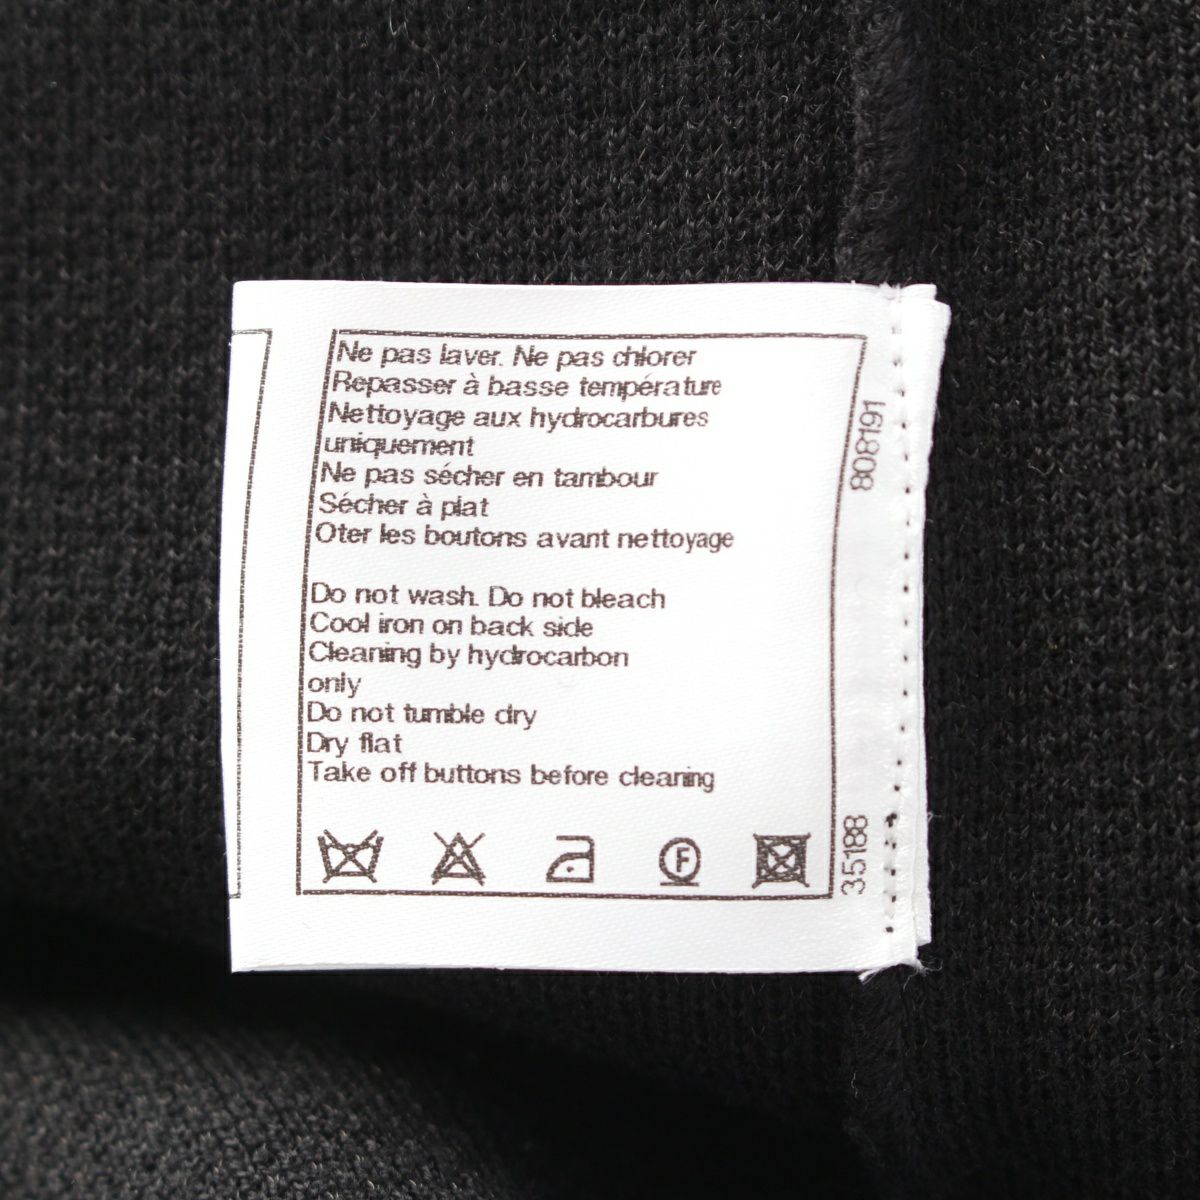 Ne pas laver. Ne pas chlorer
Repasser à basse température
Nettoyage aux hydrocarbures
uniquement
Ne pas sécher en tambour
Sécher à plat
Oter les boutons avant nettoyage
Do not wash. Do not bleach
Cool iron on back side
Cleaning by hydrocarbon
only
Do not tumble dry
Dry flat
Take off buttons before cleaning
F
808191
35188